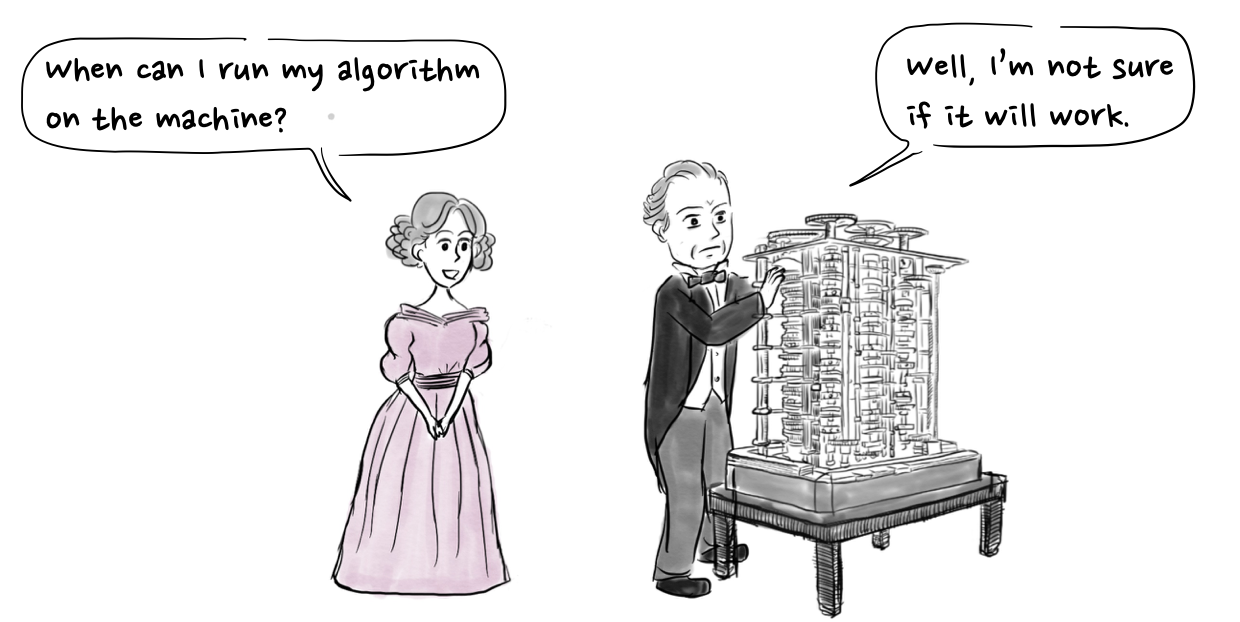 When can I run my algorithm
on the machine?
Well, I'm not sure
if it will work.